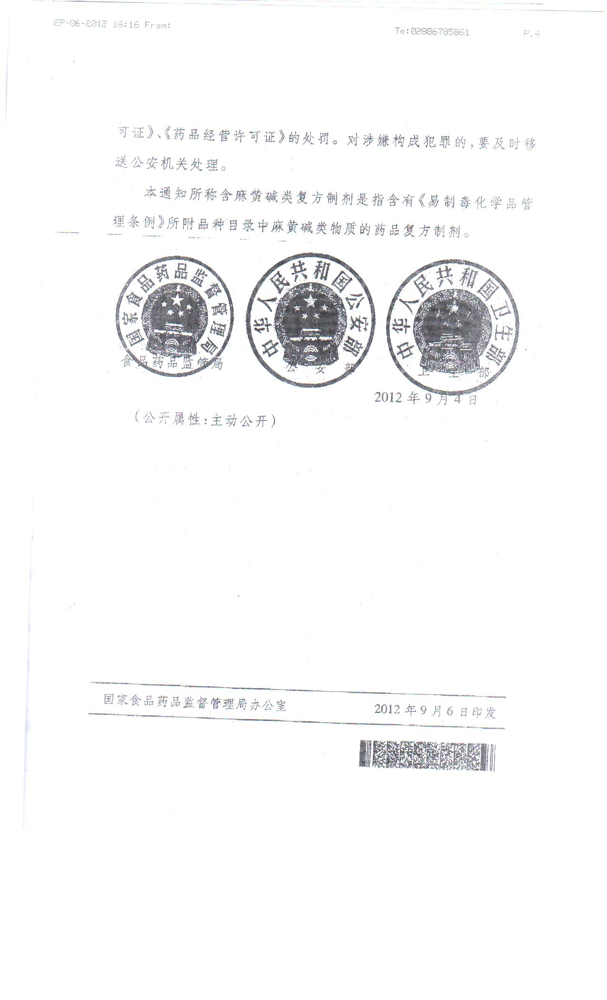 EP-06-2012 16:16 From:
To:02886785861
P.4
可证》、《药品经营许可证》的处罚。对涉嫌构成犯罪的,要及时移
送公安机关处理。
本通知所称含麻黄碱类复方制剂是指含有《易制毒化学品管
理条例》所附品种目录中麻黄碱类物质的药品复方制剂。
国家食品药品监督管理局
中华人民共和国公安部
中华人民共和国卫生部
食品药品监管局
公安部
卫生部
2012年9月4日
(公开属性:主动公开)
国家食品药品监督管理局办公室
2012年9月6日印发